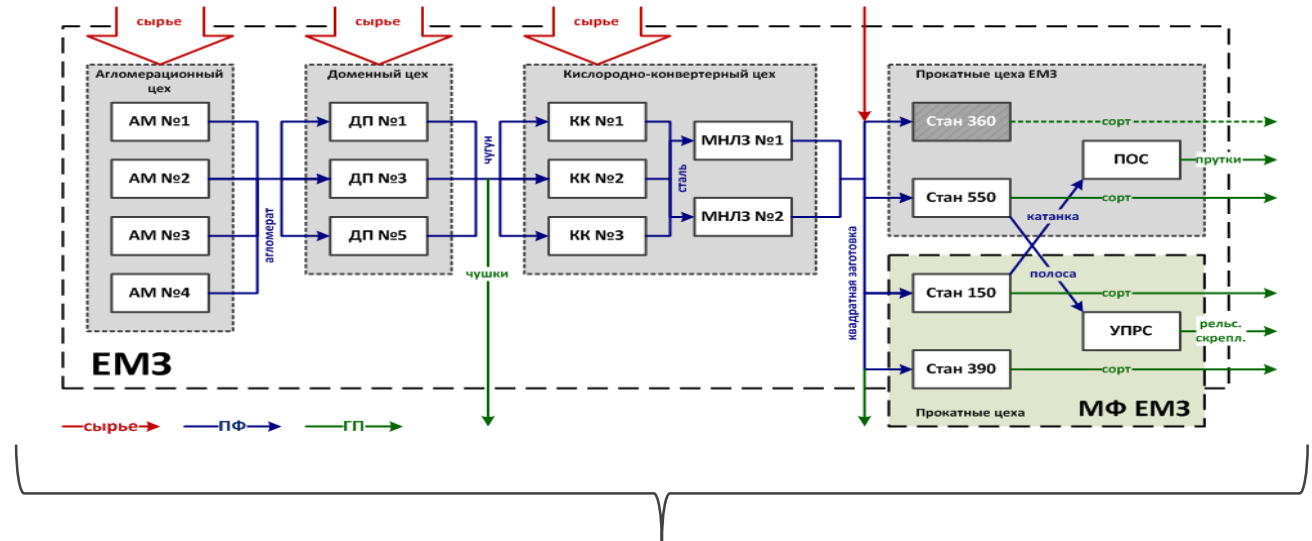 сырье
сырье
сырье
Агломерационный
цех
АМ №1
АМ №2
АМ №3
АМ №4
агломерат
Доменный цех
ДП №1
ДП №3
ДП №5
чугун
чушки
Кислородно-конвертерный цех
КК №1
КК №2
КК №3
сталь
МНЛЗ №1
МНЛЗ №2
квадратная заготовка
Прокатные цеха ЕМЗ
Стан 360
сорт
ПОС
прутки
Стан 550
сорт
катанка
полоса
Стан 150
сорт
УПРС
рельс.
скрепл.
Стан 390
сорт
Прокатные цеха
МФ ЕМЗ
ЕМЗ
сырье
ПФ
ГП